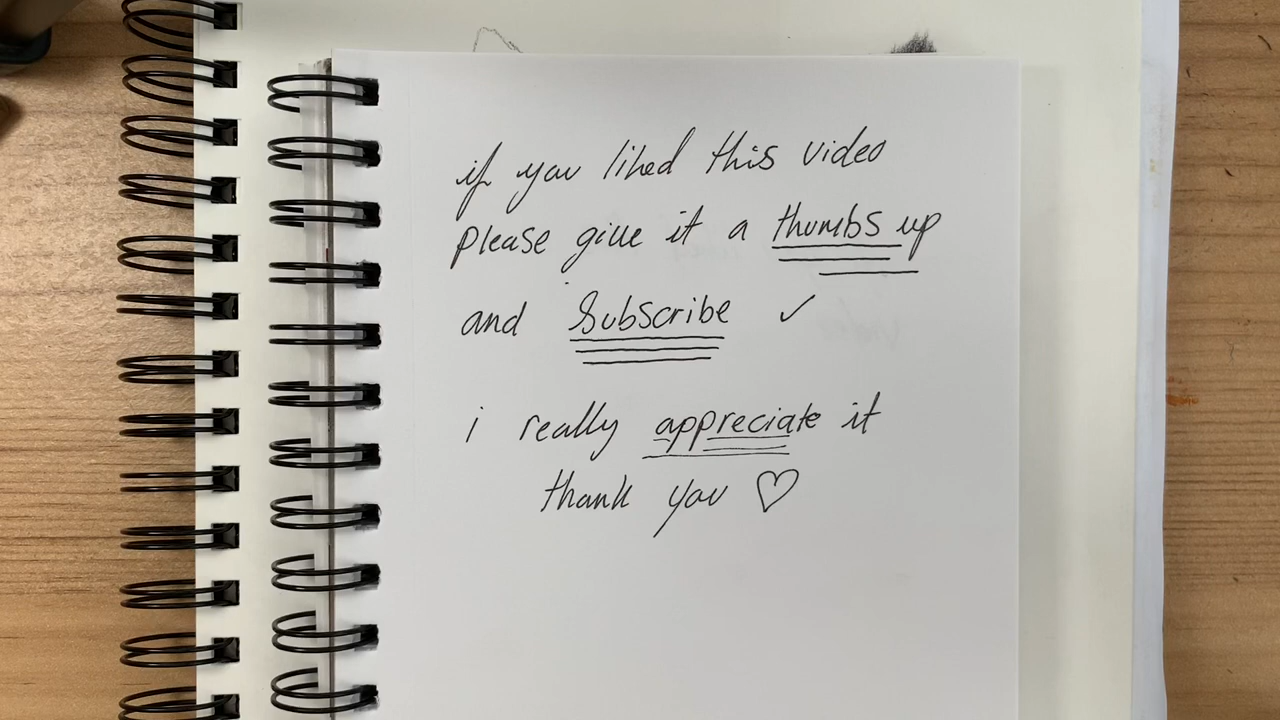 if you liked this video
please give it a thumbs up
and Subscribe ✓
i really appreciate it
thank you ♡